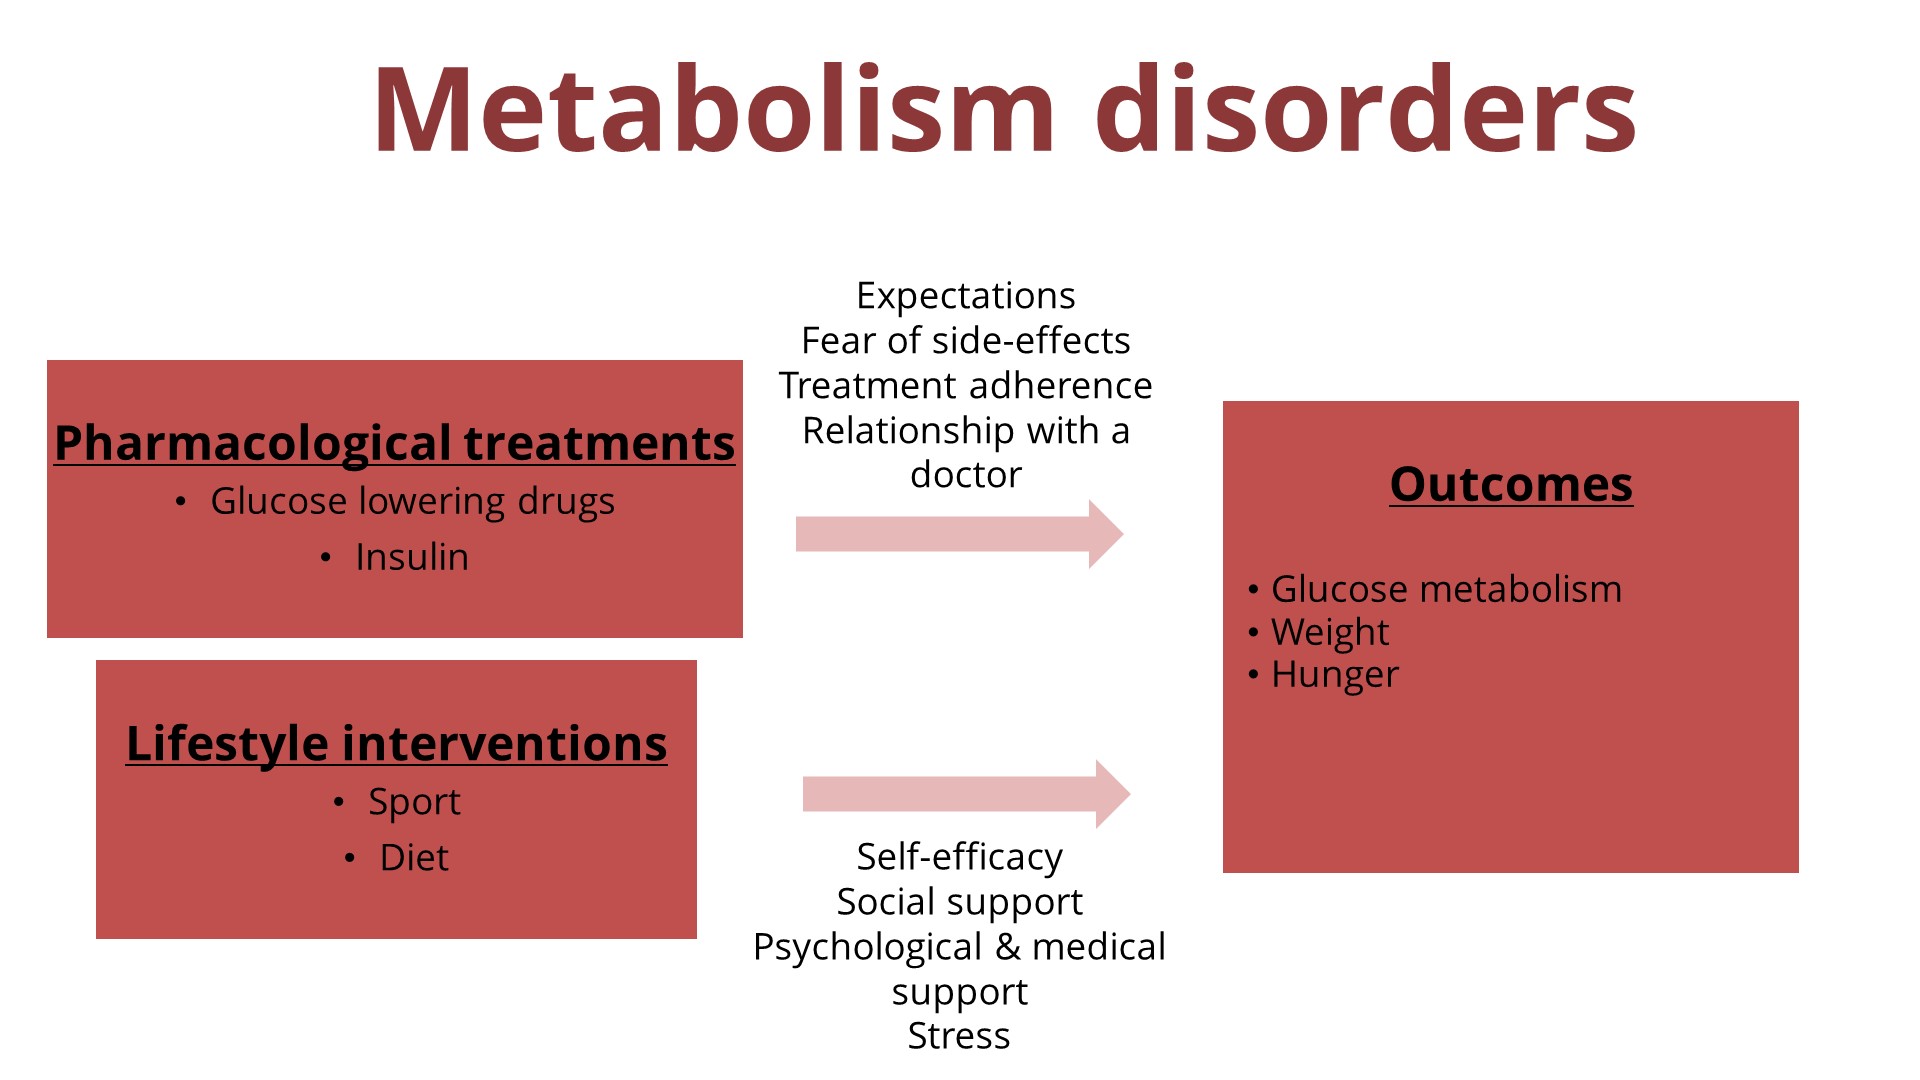 Metabolism disorders
Expectations
Fear of side-effects
Treatment adherence
Relationship with a
doctor
Pharmacological treatments
• Glucose lowering drugs
• Insulin
Lifestyle interventions
• Sport
• Diet
Self-efficacy
Social support
Psychological & medical
support
Stress
Outcomes
• Glucose metabolism
• Weight
• Hunger